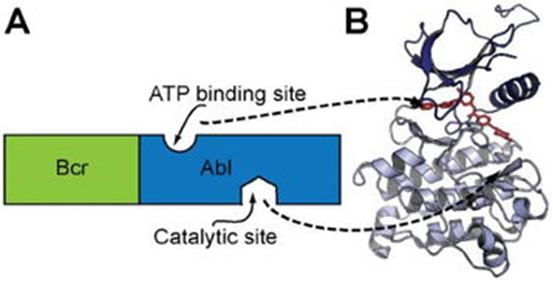 A
B
ATP binding site
Bcr
Abl
Catalytic site